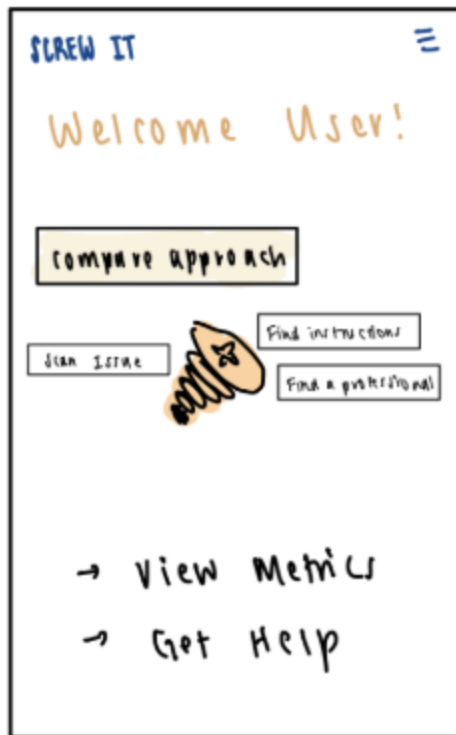 SCREW IT
Welcome User!
compare approach
Find instructions
Scan Issue
Find a professional
→ View Metrics
→ Get Help